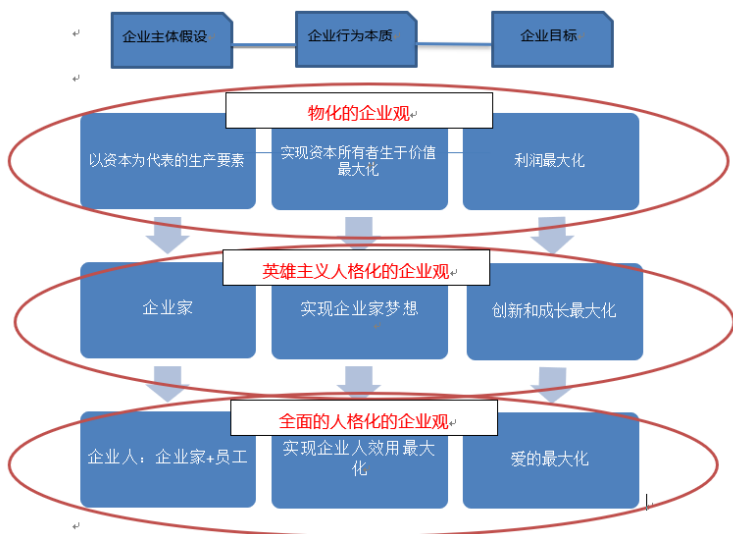 企业主体假设
企业行为本质
企业目标
物化的企业观
以资本为代表的生产要素
实现资本所有者生于价值
最大化
利润最大化
英雄主义人格化的企业观
企业家
实现企业家梦想
创新和成长最大化
全面的人格化的企业观
企业人：企业家+员工
实现企业人效用最大
化
爱的最大化